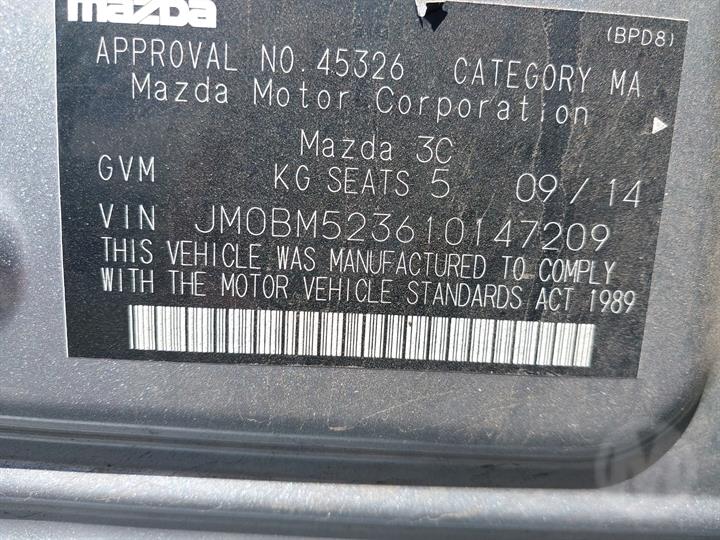 mazda
(BPD8)
APPROVAL NO. 45326 CATEGORY MA
Mazda Motor Corporation
Mazda 3C
GVM KG SEATS 5 09/14
VIN JM0BM523610147209
THIS VEHICLE WAS MANUFACTURED TO COMPLY
WITH THE MOTOR VEHICLE STANDARDS ACT 1989
M